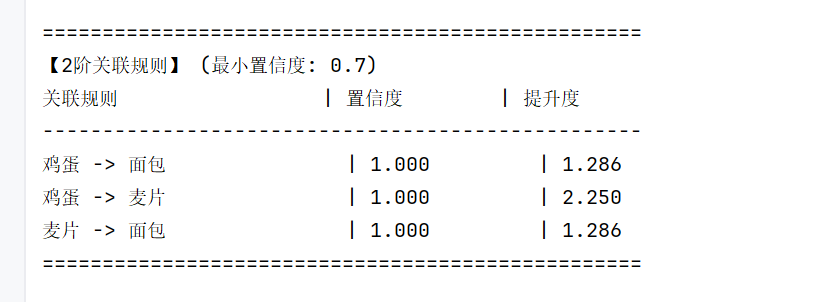 ==================================================
【2阶关联规则】 (最小置信度: 0.7)
关联规则 | 置信度 | 提升度
--------------------------------------------------
鸡蛋 -> 面包 | 1.000 | 1.286
鸡蛋 -> 麦片 | 1.000 | 2.250
麦片 -> 面包 | 1.000 | 1.286
==================================================